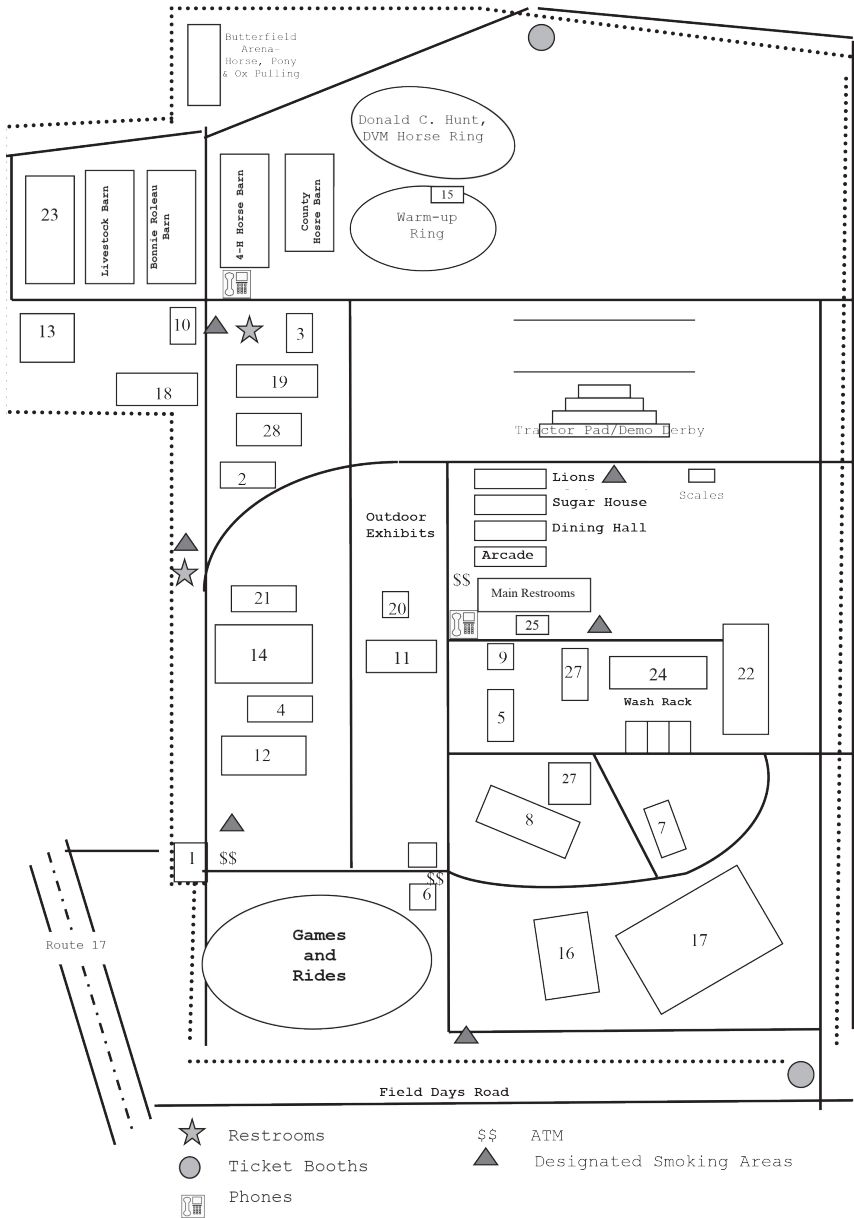 Butterfield
Arena-
Horse, Pony
& Ox Pulling
Donald C. Hunt,
DVM Horse Ring
15
Warm-up
Ring
23
Livestock Barn
Bonnie Roleau
Barn
4-H Horse Barn
County
Hosre Barn
13
10
3
18
19
28
2
Tractor Pad/Demo Derby
Lions
Scales
Sugar House
Dining Hall
Arcade
Outdoor
Exhibits
$$
Main Restrooms
21
20
25
14
11
9
27
24
22
Wash Rack
4
5
12
27
8
7
1
$$
$$
6
Route 17
Games
and
Rides
16
17
Field Days Road
Restrooms
$$ ATM
Ticket Booths
Designated Smoking Areas
Phones